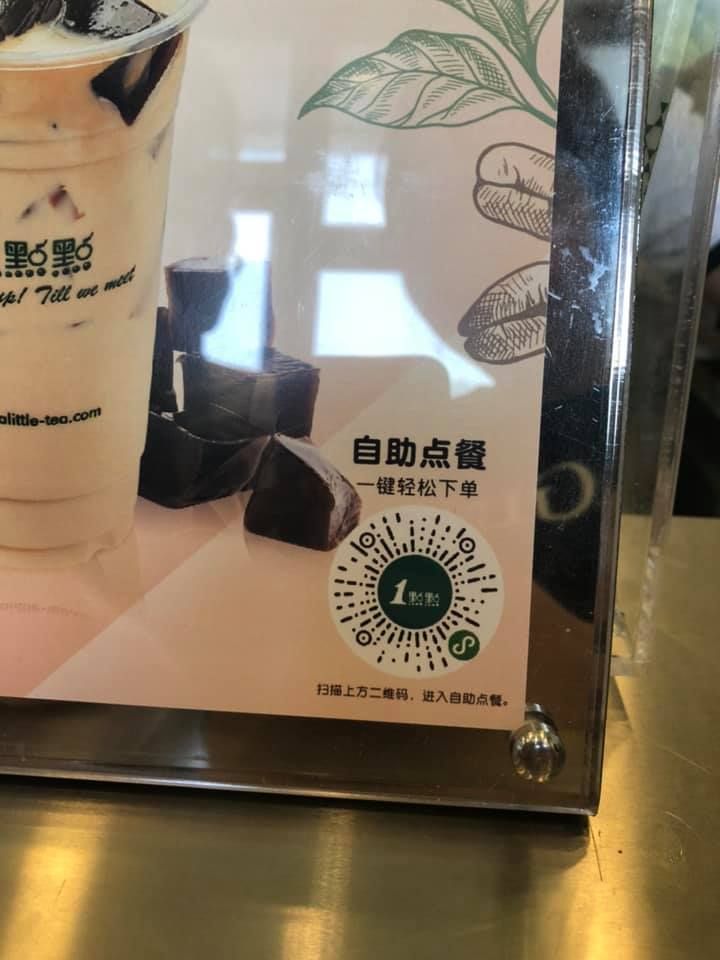 點點
Till we meet
alittle-tea.com
自助点餐
一键轻松下单
1點點
扫描上方二维码，进入自助点餐。